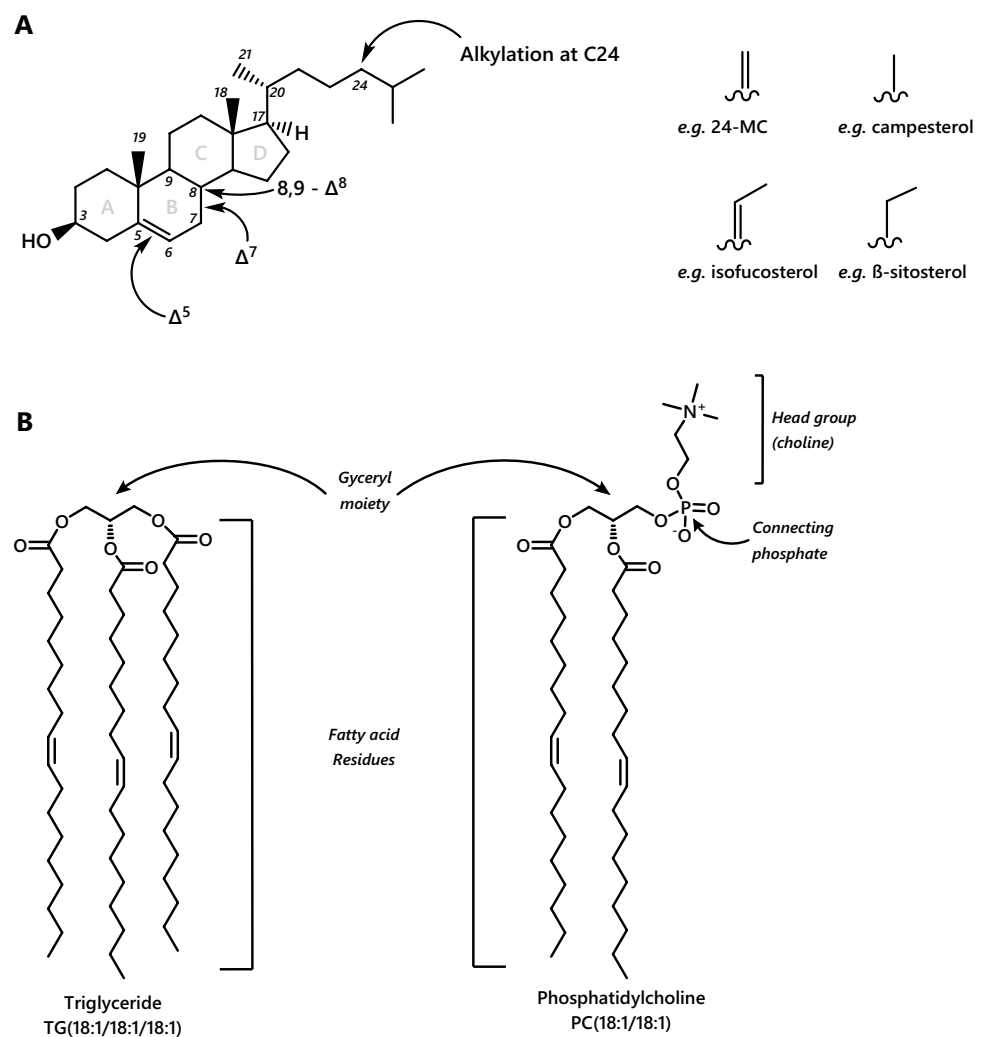 A
21
Alkylation at C24
20
24
18
17
H
19
C
D
9
8
8,9 - Δ⁸
3
A
B
7
HO
5
6
Δ⁷
Δ⁵
e.g. 24-MC
e.g. campesterol
e.g. isofucosterol
e.g. ß-sitosterol
B
N⁺
Head group
(choline)
Gyceryl
moiety
O
O
O
O
O
O
O
O
O
P
O
⁻O
Connecting
phosphate
O
O
O
O
Fatty acid
Residues
Triglyceride
TG(18:1/18:1/18:1)
Phosphatidylcholine
PC(18:1/18:1)